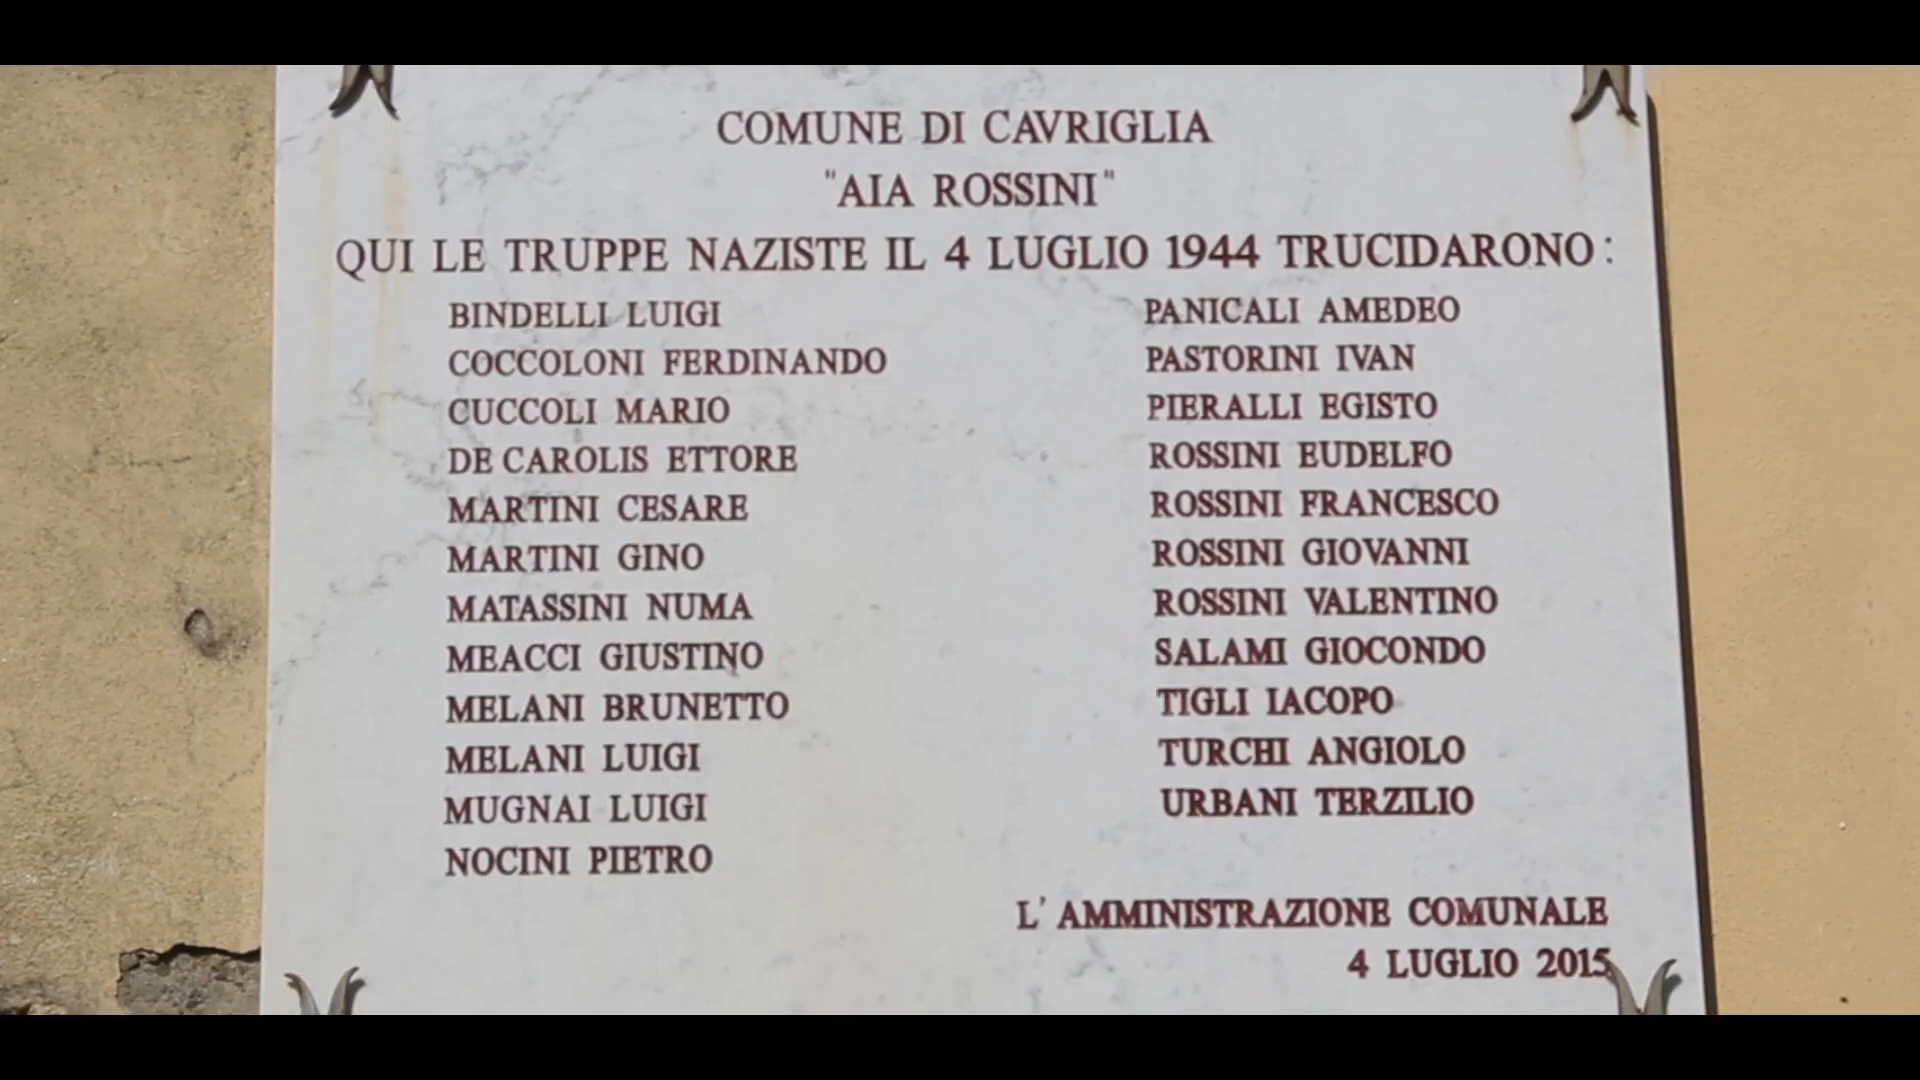 COMUNE DI CAVRIGLIA
"AIA ROSSINI"
QUI LE TRUPPE NAZISTE IL 4 LUGLIO 1944 TRUCIDARONO:
BINDELLI LUIGI
COCCOLONI FERDINANDO
CUCCOLI MARIO
DE CAROLIS ETTORE
MARTINI CESARE
MARTINI GINO
MATASSINI NUMA
MEACCI GIUSTINO
MELANI BRUNETTO
MELANI LUIGI
MUGNAI LUIGI
NOCINI PIETRO
PANICALI AMEDEO
PASTORINI IVAN
PIERALLI EGISTO
ROSSINI EUDELFO
ROSSINI FRANCESCO
ROSSINI GIOVANNI
ROSSINI VALENTINO
SALAMI GIOCONDO
TIGLI IACOPO
TURCHI ANGIOLO
URBANI TERZILIO
L'AMMINISTRAZIONE COMUNALE
4 LUGLIO 2015